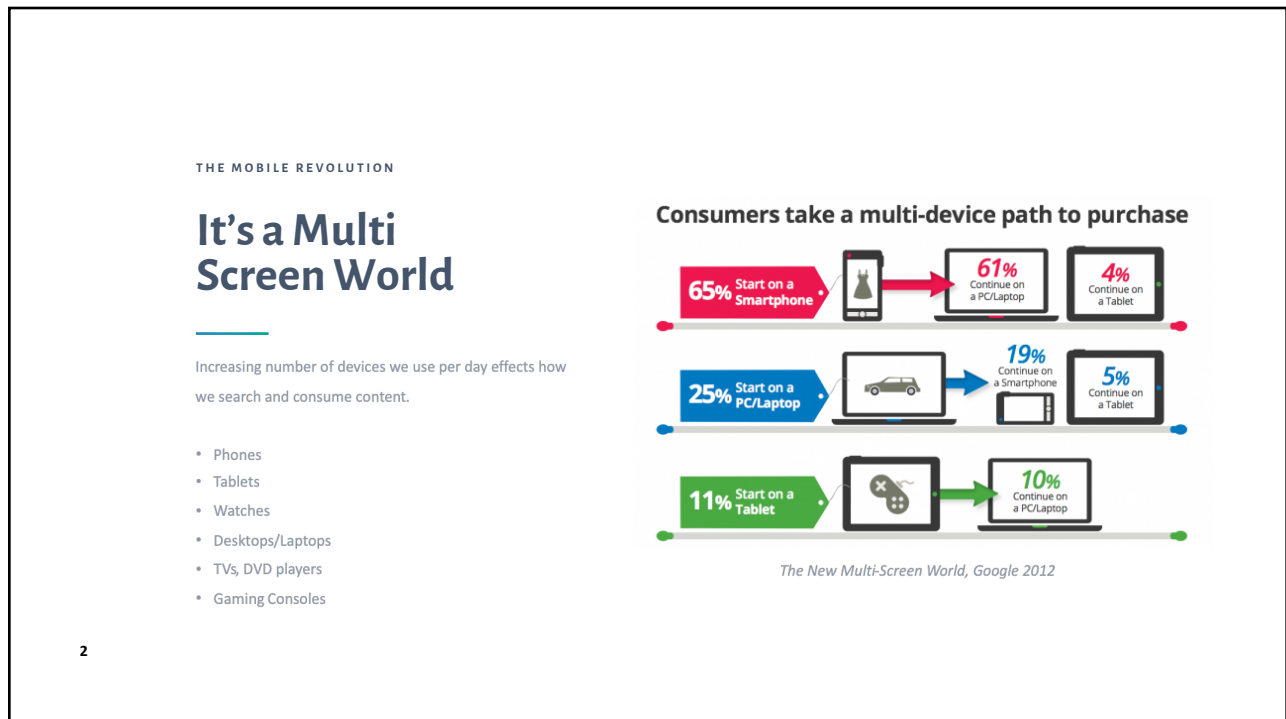 THE MOBILE REVOLUTION
It's a Multi
Screen World
Increasing number of devices we use per day effects how
we search and consume content.
• Phones
• Tablets
• Watches
• Desktops/Laptops
• TVs, DVD players
• Gaming Consoles
Consumers take a multi-device path to purchase
65% Start on a
Smartphone
61%
Continue on
a PC/Laptop
4%
Continue on
a Tablet
25% Start on a
PC/Laptop
19%
Continue on
a Smartphone
5%
Continue on
a Tablet
11% Start on a
Tablet
10%
Continue on
a PC/Laptop
The New Multi-Screen World, Google 2012
2